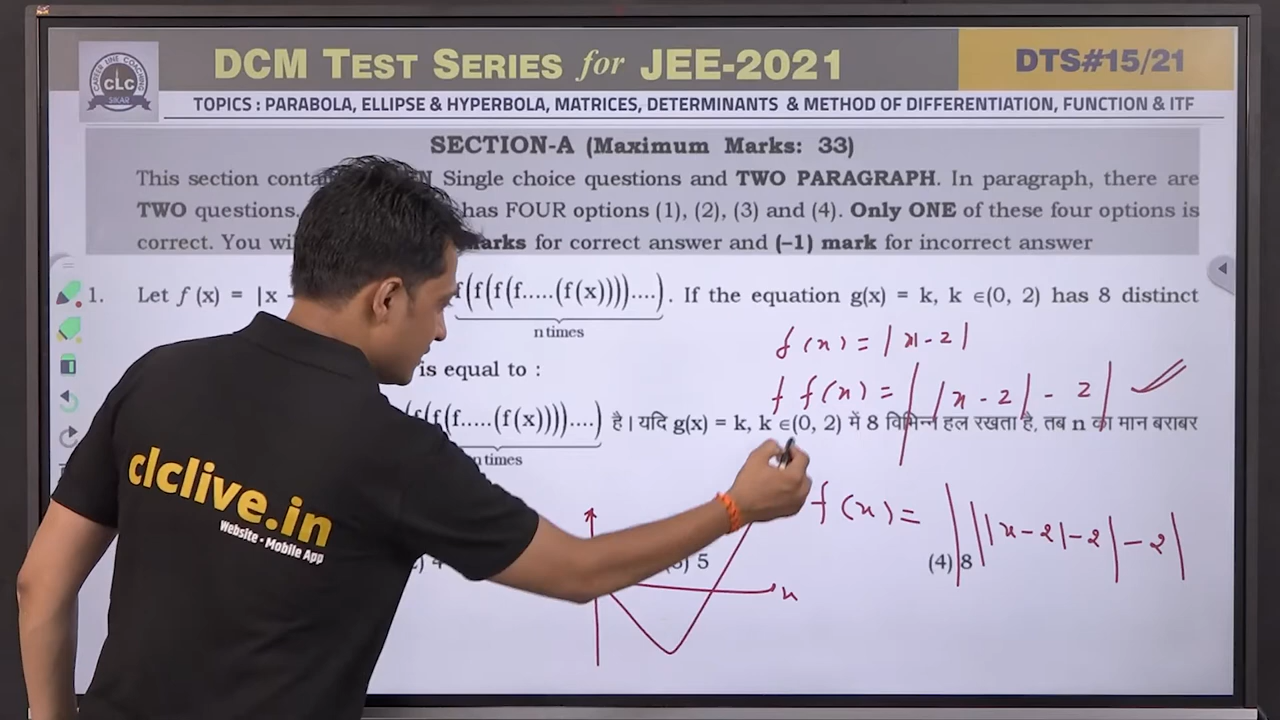 DCM TEST SERIES for JEE-2021
DTS#15/21
CLC
SIKAR
TOPICS : PARABOLA, ELLIPSE & HYPERBOLA, MATRICES, DETERMINANTS & METHOD OF DIFFERENTIATION, FUNCTION & ITF
SECTION-A (Maximum Marks: 33)
This section Single choice questions and TWO PARAGRAPH. In paragraph, there are
TWO questions. has FOUR options (1), (2), (3) and (4). Only ONE of these four options is
correct. You for correct answer and (–1) mark for incorrect answer
1. Let f (x) = |x f(f(f(f.....(f(x))))....). If the equation g(x) = k, k ∈(0, 2) has 8 distinct
n times
f(x) = |x-2|
is equal to :
f f(x) = ||x-2|-2|
(f(f.....(f(x))))....) है। यदि g(x) = k, k ∈(0, 2) में 8 विभिन्न हल रखता है, तब n का मान बराबर
times
f(x) = |||x-2|-2|-2|
5
(4) 8
x
clclive.in
Website • Mobile App